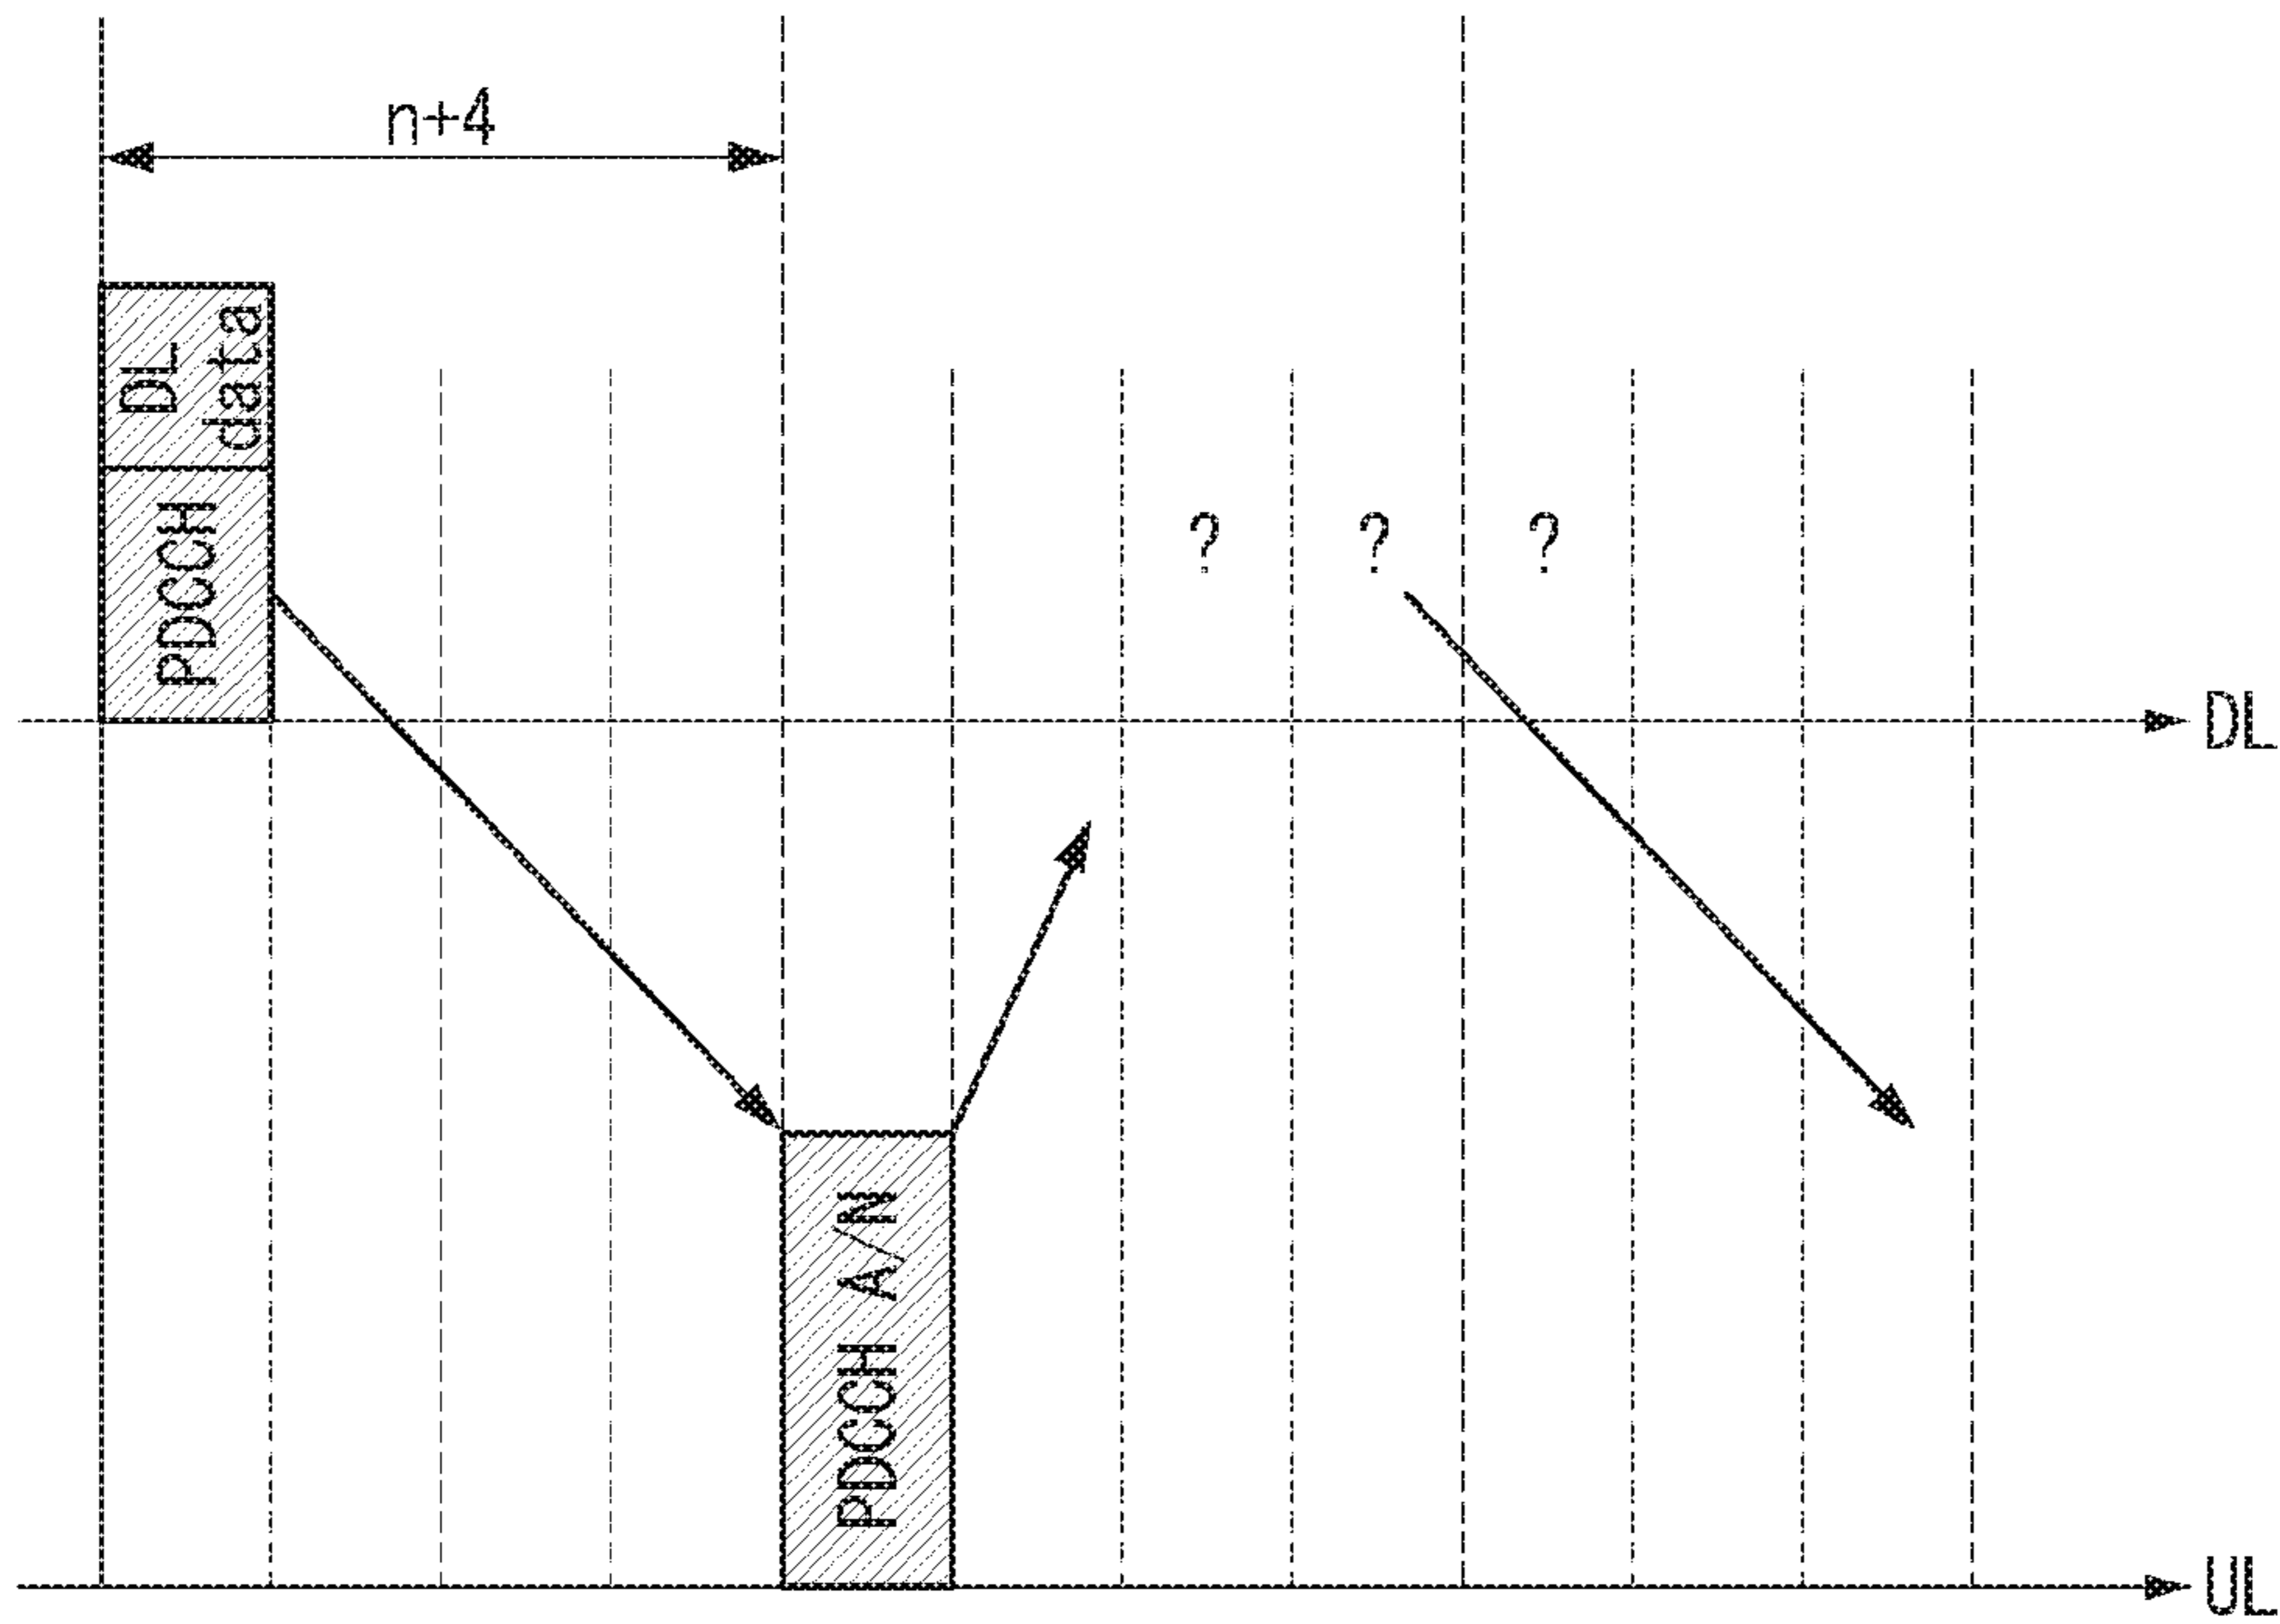 n+4
DL
data
PDCCH
? ? ?
DL
PDCCH A/N
UL